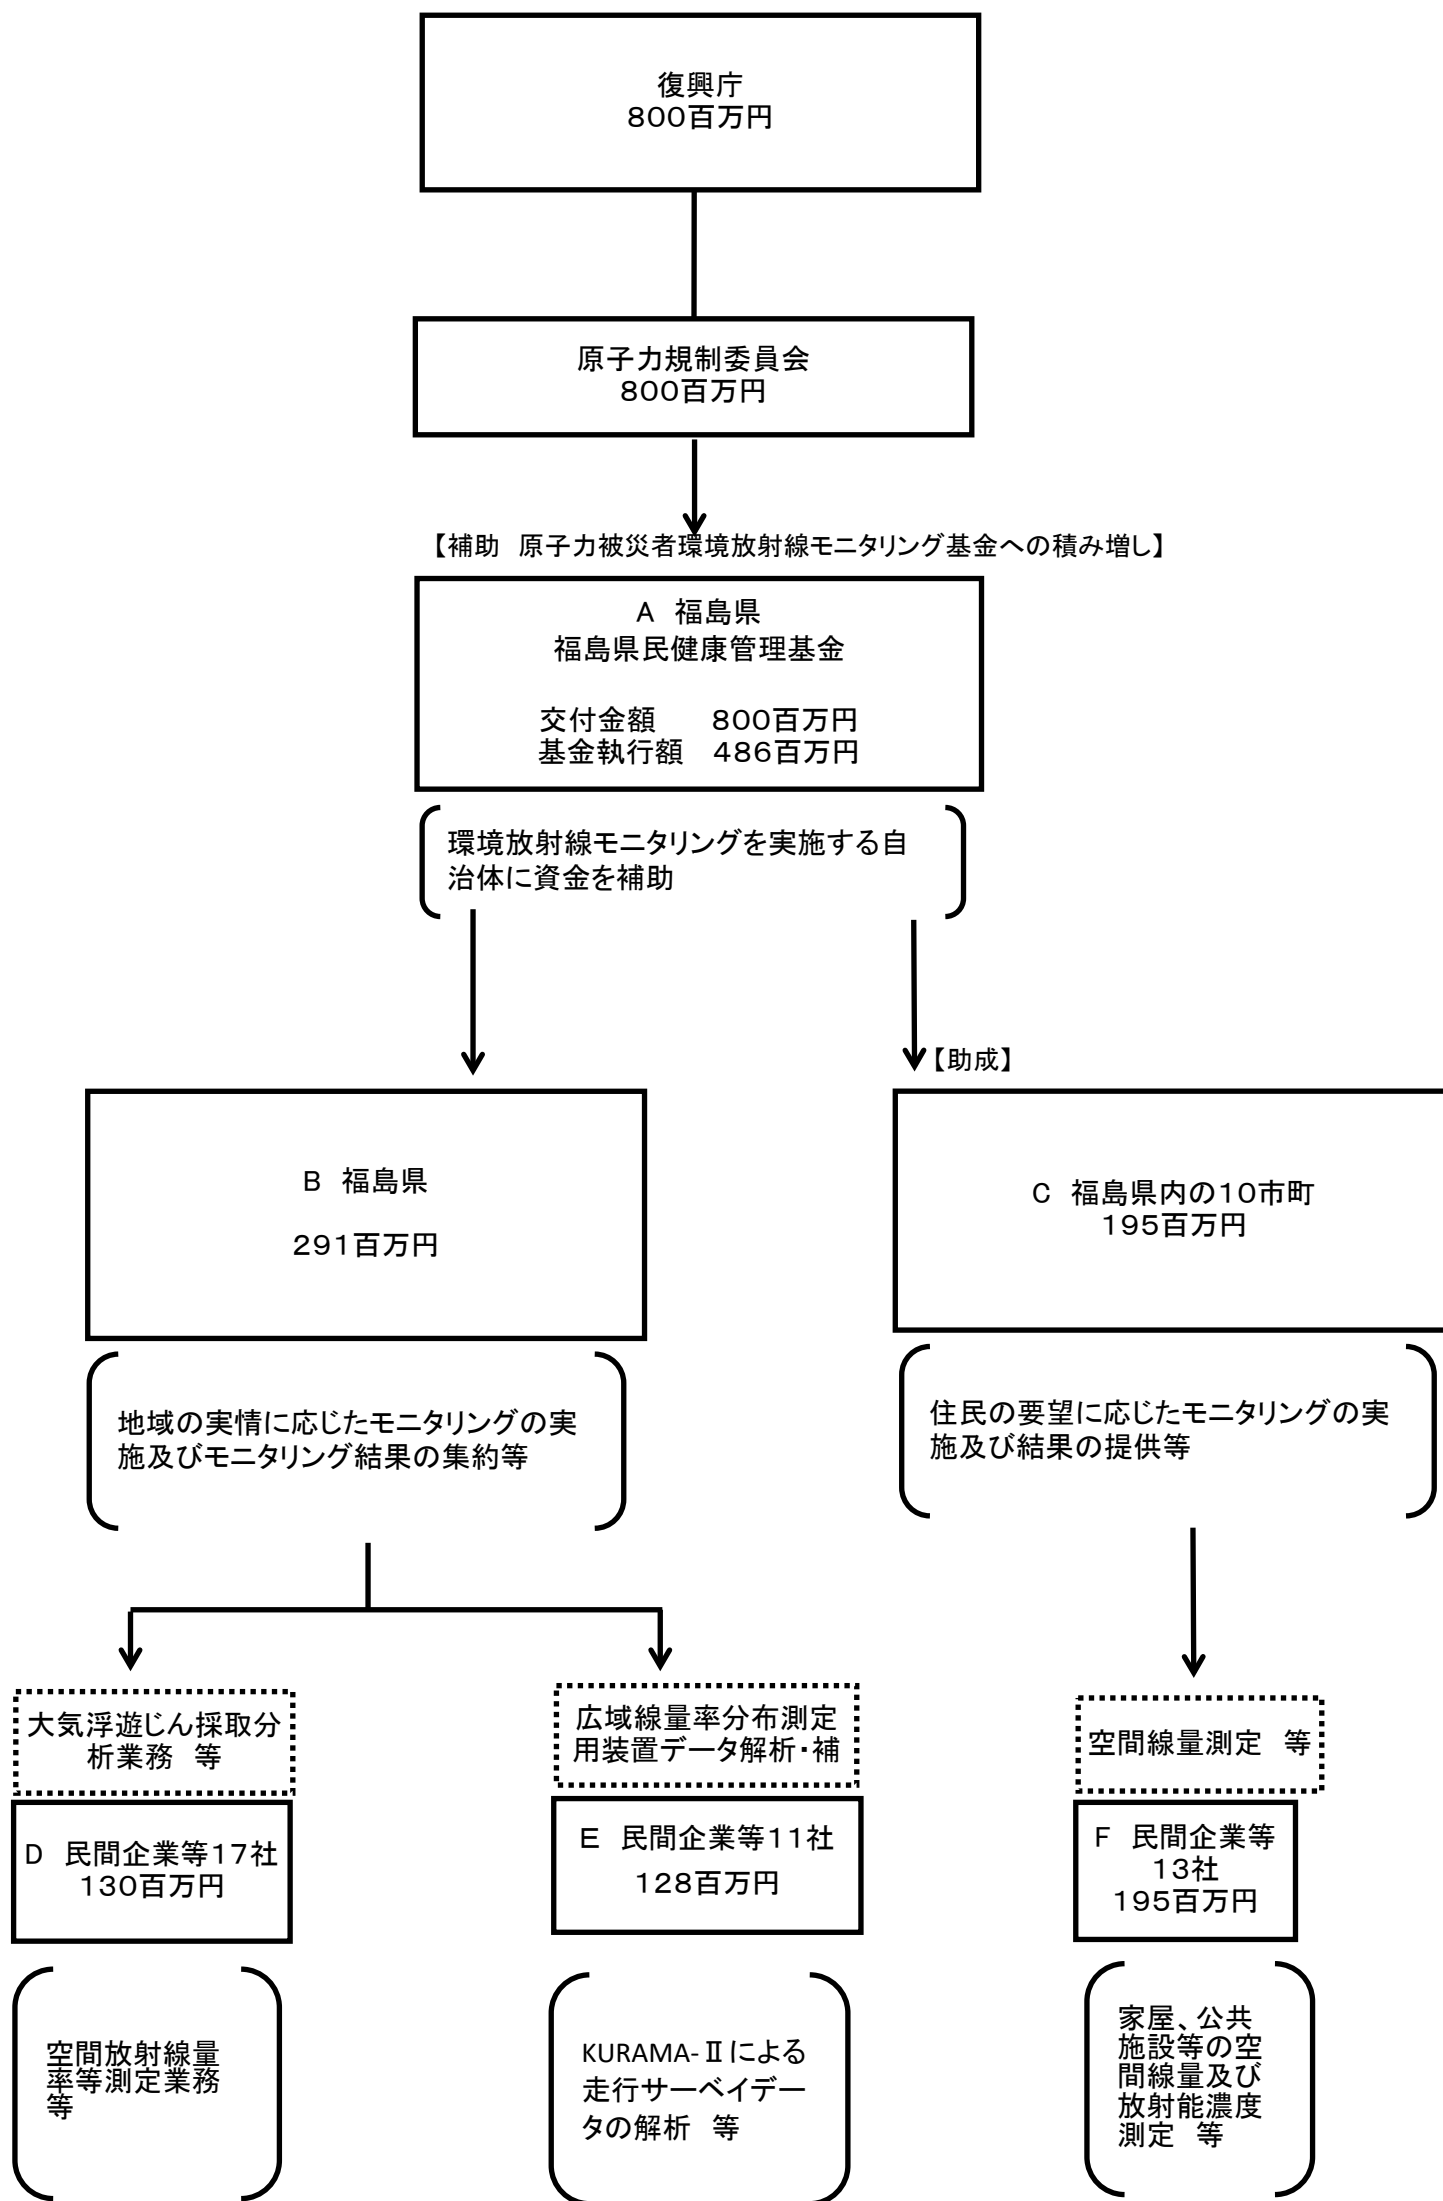 復興庁
800百万円
原子力規制委員会
800百万円
【補助　原子力被災者環境放射線モニタリング基金への積み増し】
A　福島県
福島県民健康管理基金
交付金額　　800百万円
基金執行額　486百万円
環境放射線モニタリングを実施する自
治体に資金を補助
【助成】
B　福島県
291百万円
C　福島県内の10市町
195百万円
地域の実情に応じたモニタリングの実
施及びモニタリング結果の集約等
住民の要望に応じたモニタリングの実
施及び結果の提供等
大気浮遊じん採取分
析業務　等
広域線量率分布測定
用装置データ解析・補
空間線量測定　等
D　民間企業等17社
130百万円
E　民間企業等11社
128百万円
F　民間企業等
13社
195百万円
空間放射線量
率等測定業務
等
KURAMA-Ⅱによる
走行サーベイデー
タの解析　等
家屋、公共
施設等の空
間線量及び
放射能濃度
測定　等